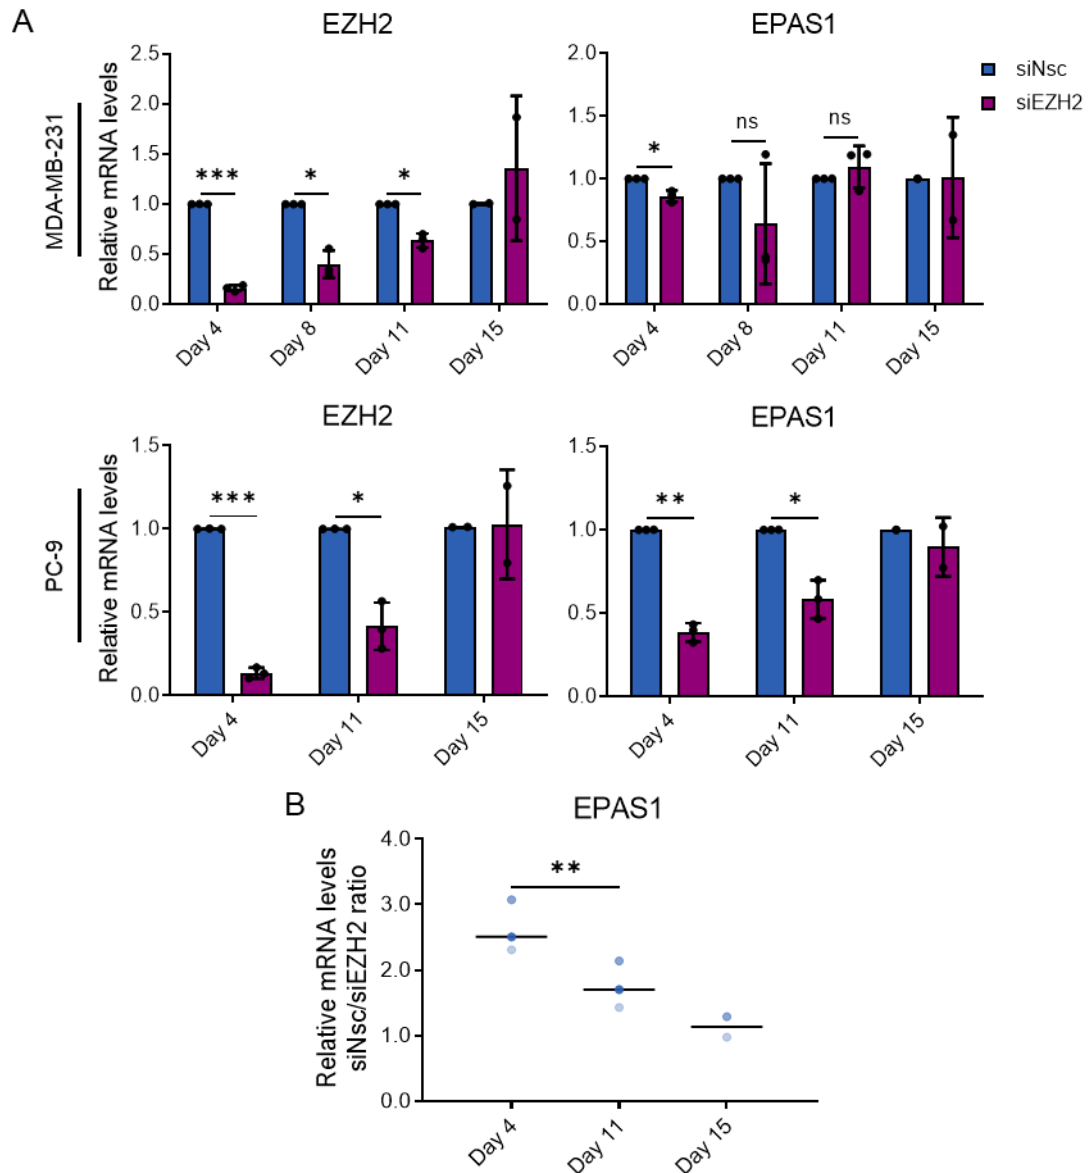 A
EZH2
EPAS1
siNsc
siEZH2
MDA-MB-231
Relative mRNA levels
2.5
2.0
1.5
1.0
0.5
0.0
***
*
*
Day 4
Day 8
Day 11
Day 15
2.0
1.5
1.0
0.5
0.0
*
ns
ns
Day 4
Day 8
Day 11
Day 15
EZH2
EPAS1
PC-9
Relative mRNA levels
1.5
1.0
0.5
0.0
***
*
Day 4
Day 11
Day 15
1.5
1.0
0.5
0.0
**
*
Day 4
Day 11
Day 15
B
EPAS1
Relative mRNA levels
siNsc/siEZH2 ratio
4.0
3.0
2.0
1.0
0.0
**
Day 4
Day 11
Day 15